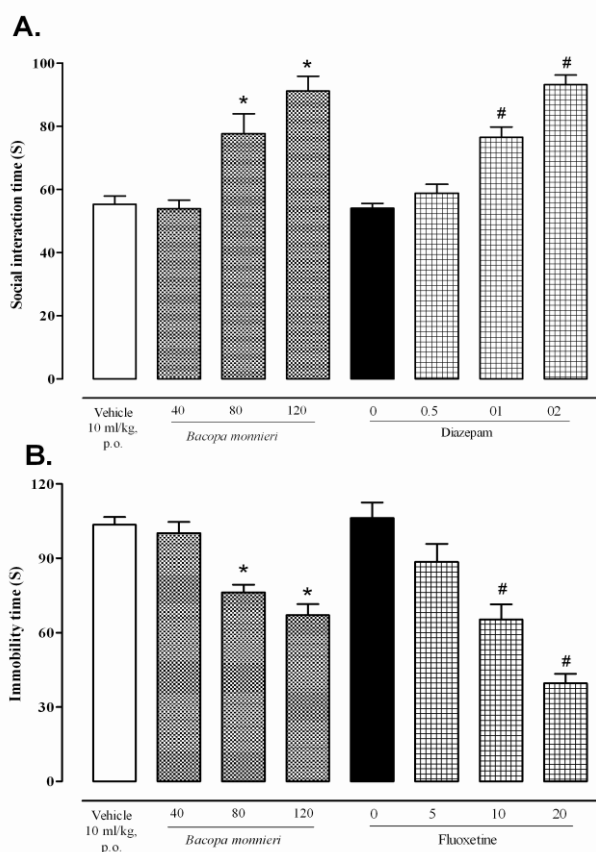 A.
Social interaction time (S)
100
80
60
40
20
0
* * # #
Vehicle
10 ml/kg,
p.o.
40 80 120
Bacopa monnieri
0 0.5 01 02
Diazepam
B.
Immobility time (S)
120
90
60
30
0
* * # #
Vehicle
10 ml/kg,
p.o.
40 80 120
Bacopa monnieri
0 5 10 20
Fluoxetine